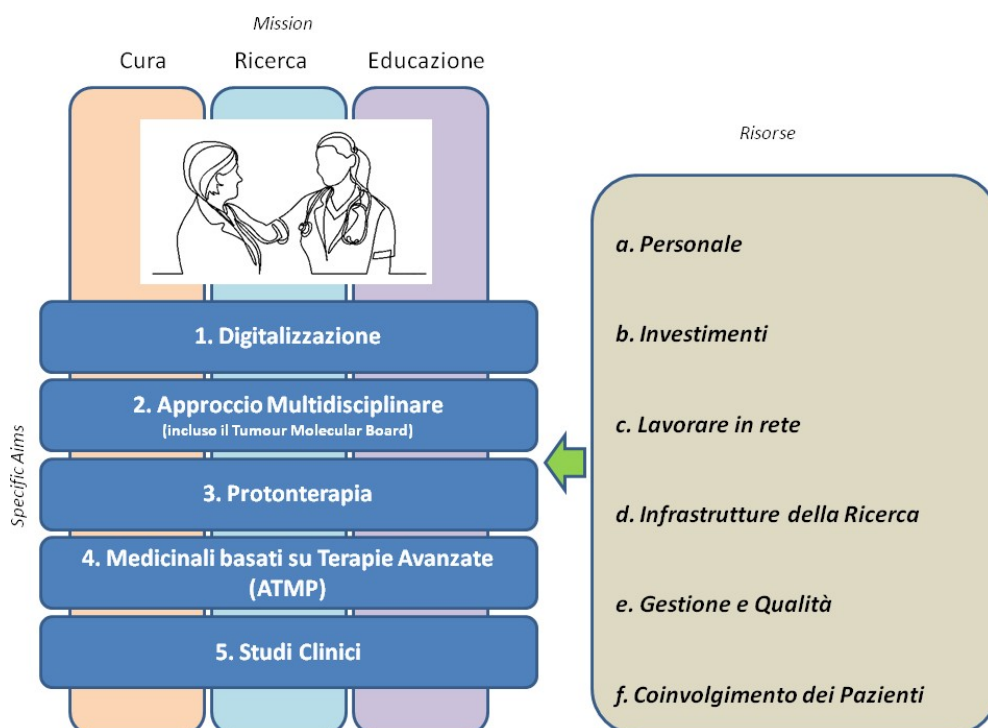 Mission
Cura Ricerca Educazione
Risorse
a. Personale
1. Digitalizzazione
b. Investimenti
2. Approccio Multidisciplinare
(incluso il Tumour Molecular Board)
c. Lavorare in rete
Specific Aims
3. Protonterapia
d. Infrastrutture della Ricerca
4. Medicinali basati su Terapie Avanzate
(ATMP)
e. Gestione e Qualità
5. Studi Clinici
f. Coinvolgimento dei Pazienti